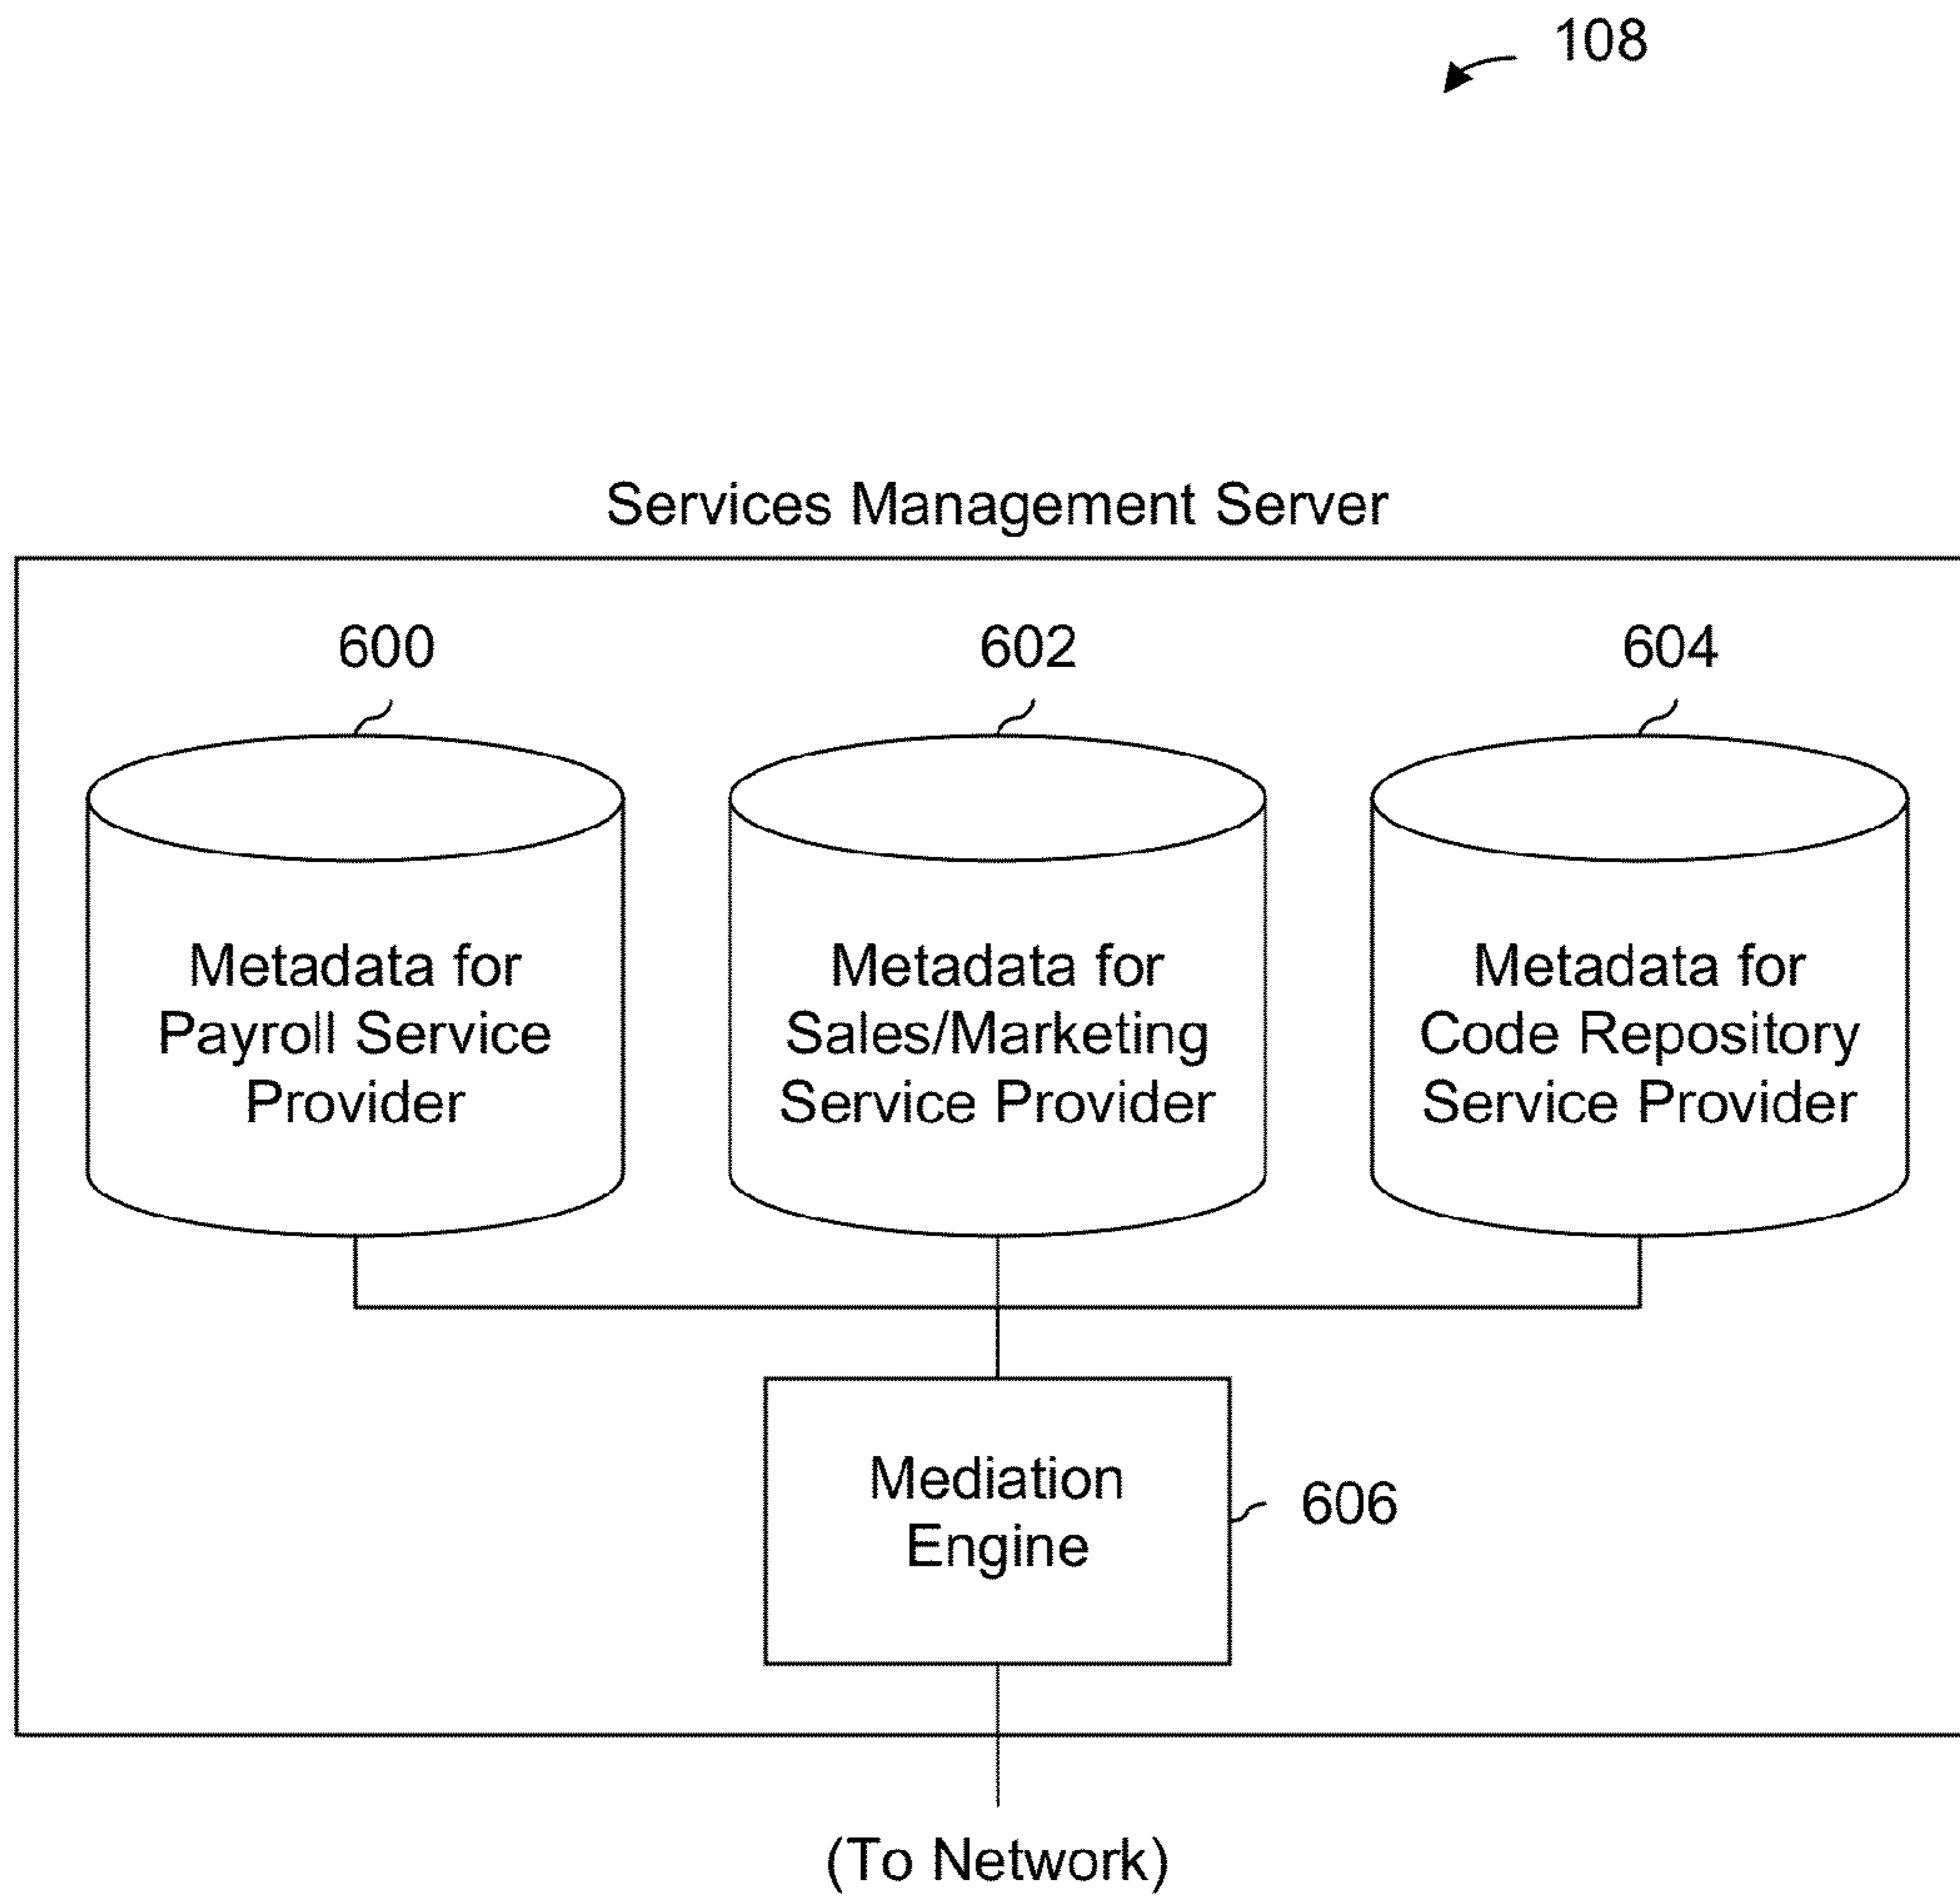 108
Services Management Server
600
602
604
Metadata for
Payroll Service
Provider
Metadata for
Sales/Marketing
Service Provider
Metadata for
Code Repository
Service Provider
Mediation
Engine
606
(To Network)